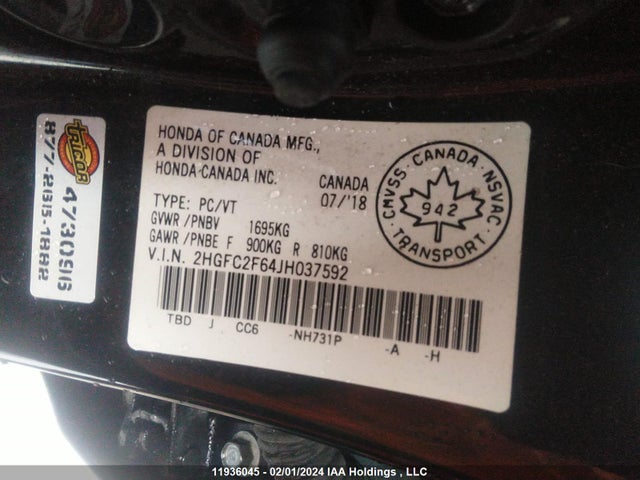 HONDA OF CANADA MFG.,
A DIVISION OF
HONDA CANADA INC.
CANADA
07/'18
TYPE: PC/VT
GVWR /PNBV 1695KG
GAWR /PNBE F 900KG R 810KG
V.I.N. 2HGFC2F64JH037592
TBD J CC6 -NH731P -A -H
CMVSS · CANADA · NSVAC
942
TRANSPORT
Tricor
473096
877-285-1882
11936045 - 02/01/2024 IAA Holdings , LLC